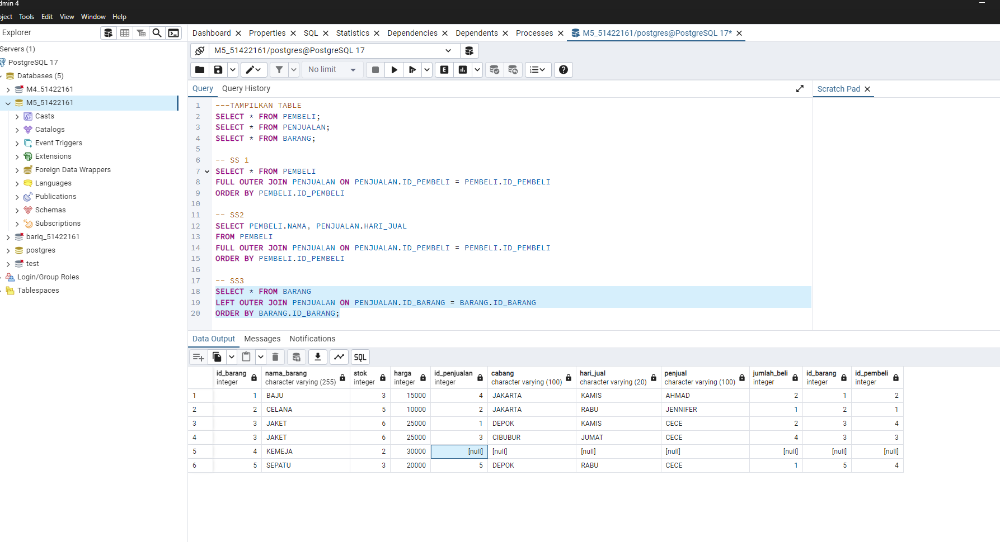 dmin 4
ject Tools Edit View Window Help
Explorer
Dashboard Properties SQL Statistics Dependencies Dependents Processes M5_51422161/postgres@PostgreSQL 17*
Servers (1)
PostgreSQL 17
Databases (5)
M4_51422161
M5_51422161
Casts
Catalogs
Event Triggers
Extensions
Foreign Data Wrappers
Languages
Publications
Schemas
Subscriptions
bariq_51422161
postgres
test
Login/Group Roles
Tablespaces
M5_51422161/postgres@PostgreSQL 17
No limit
E
Query Query History
Scratch Pad
1 ---TAMPILKAN TABLE
2 SELECT * FROM PEMBELI;
3 SELECT * FROM PENJUALAN;
4 SELECT * FROM BARANG;
5
6 -- SS 1
7 SELECT * FROM PEMBELI
8 FULL OUTER JOIN PENJUALAN ON PENJUALAN.ID_PEMBELI = PEMBELI.ID_PEMBELI
9 ORDER BY PEMBELI.ID_PEMBELI
10
11 -- SS2
12 SELECT PEMBELI.NAMA, PENJUALAN.HARI_JUAL
13 FROM PEMBELI
14 FULL OUTER JOIN PENJUALAN ON PENJUALAN.ID_PEMBELI = PEMBELI.ID_PEMBELI
15 ORDER BY PEMBELI.ID_PEMBELI
16
17 -- SS3
18 SELECT * FROM BARANG
19 LEFT OUTER JOIN PENJUALAN ON PENJUALAN.ID_BARANG = BARANG.ID_BARANG
20 ORDER BY BARANG.ID_BARANG;
Data Output Messages Notifications
SQL
id_barang nama_barang stok harga id_penjualan cabang hari_jual penjual jumlah_beli id_barang id_pembeli
integer character varying (255) integer integer integer character varying (100) character varying (20) character varying (100) integer integer integer
1 1 BAJU 3 15000 4 JAKARTA KAMIS AHMAD 2 1 2
2 2 CELANA 5 10000 2 JAKARTA RABU JENNIFER 1 2 1
3 3 JAKET 6 25000 1 DEPOK KAMIS CECE 2 3 4
4 3 JAKET 6 25000 3 CIBUBUR JUMAT CECE 4 3 3
5 4 KEMEJA 2 30000 [null] [null] [null] [null] [null] [null] [null]
6 5 SEPATU 3 20000 5 DEPOK RABU CECE 1 5 4